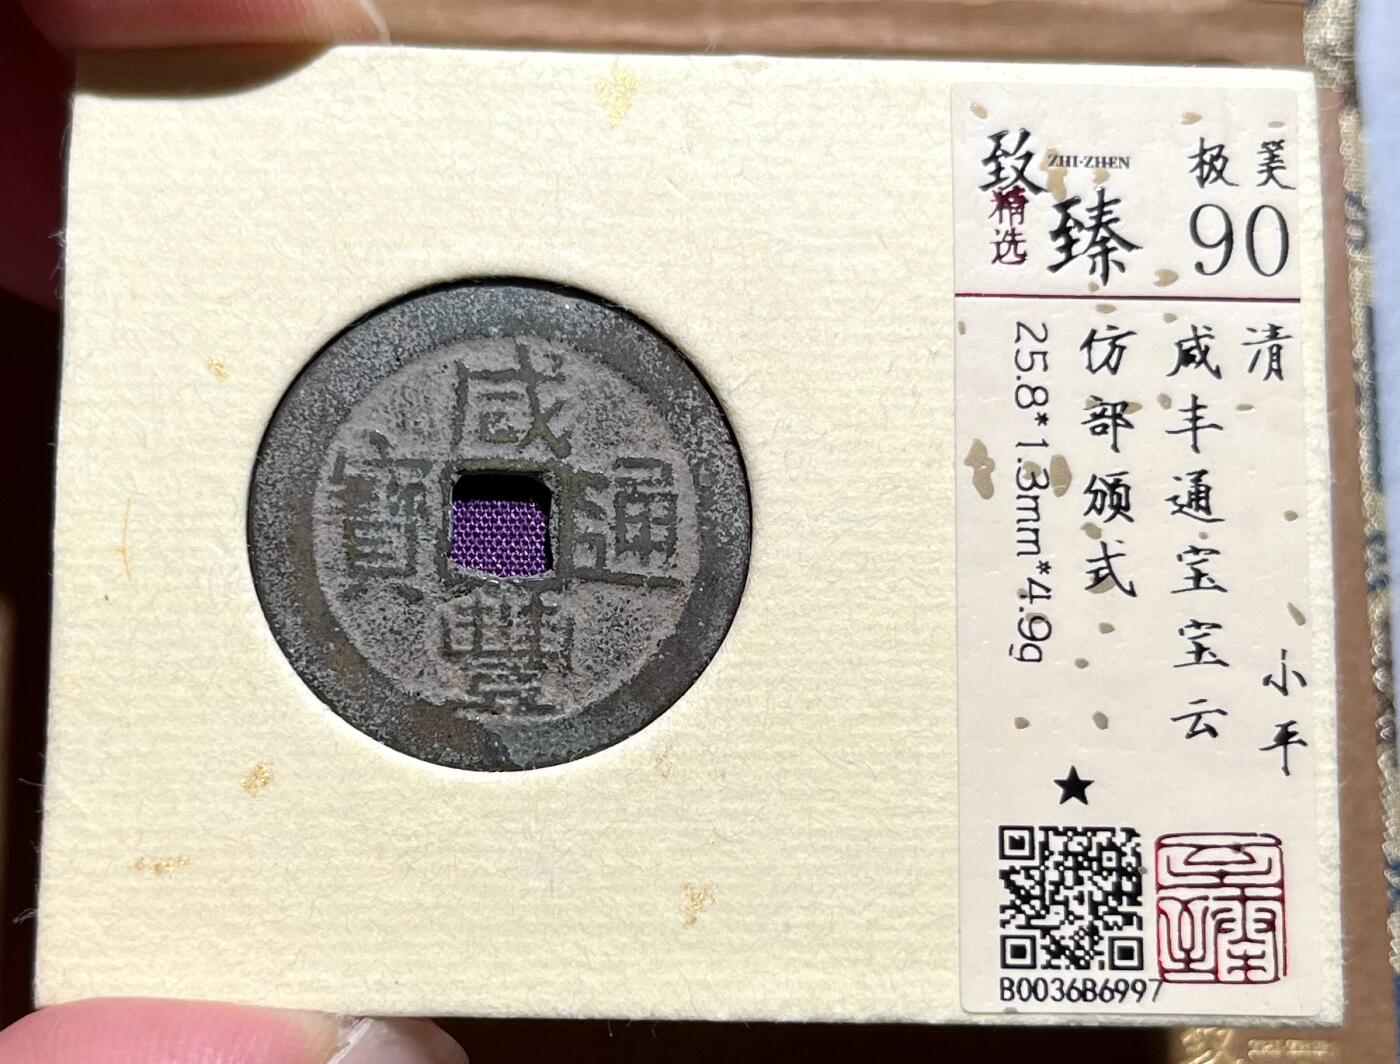 咸豐通寳
致臻
ZHI·ZHEN
精选
极美
90
清 小平
咸丰通宝宝云
仿部颁式
25.8*1.3mm*4.9g
★
B0036B6997